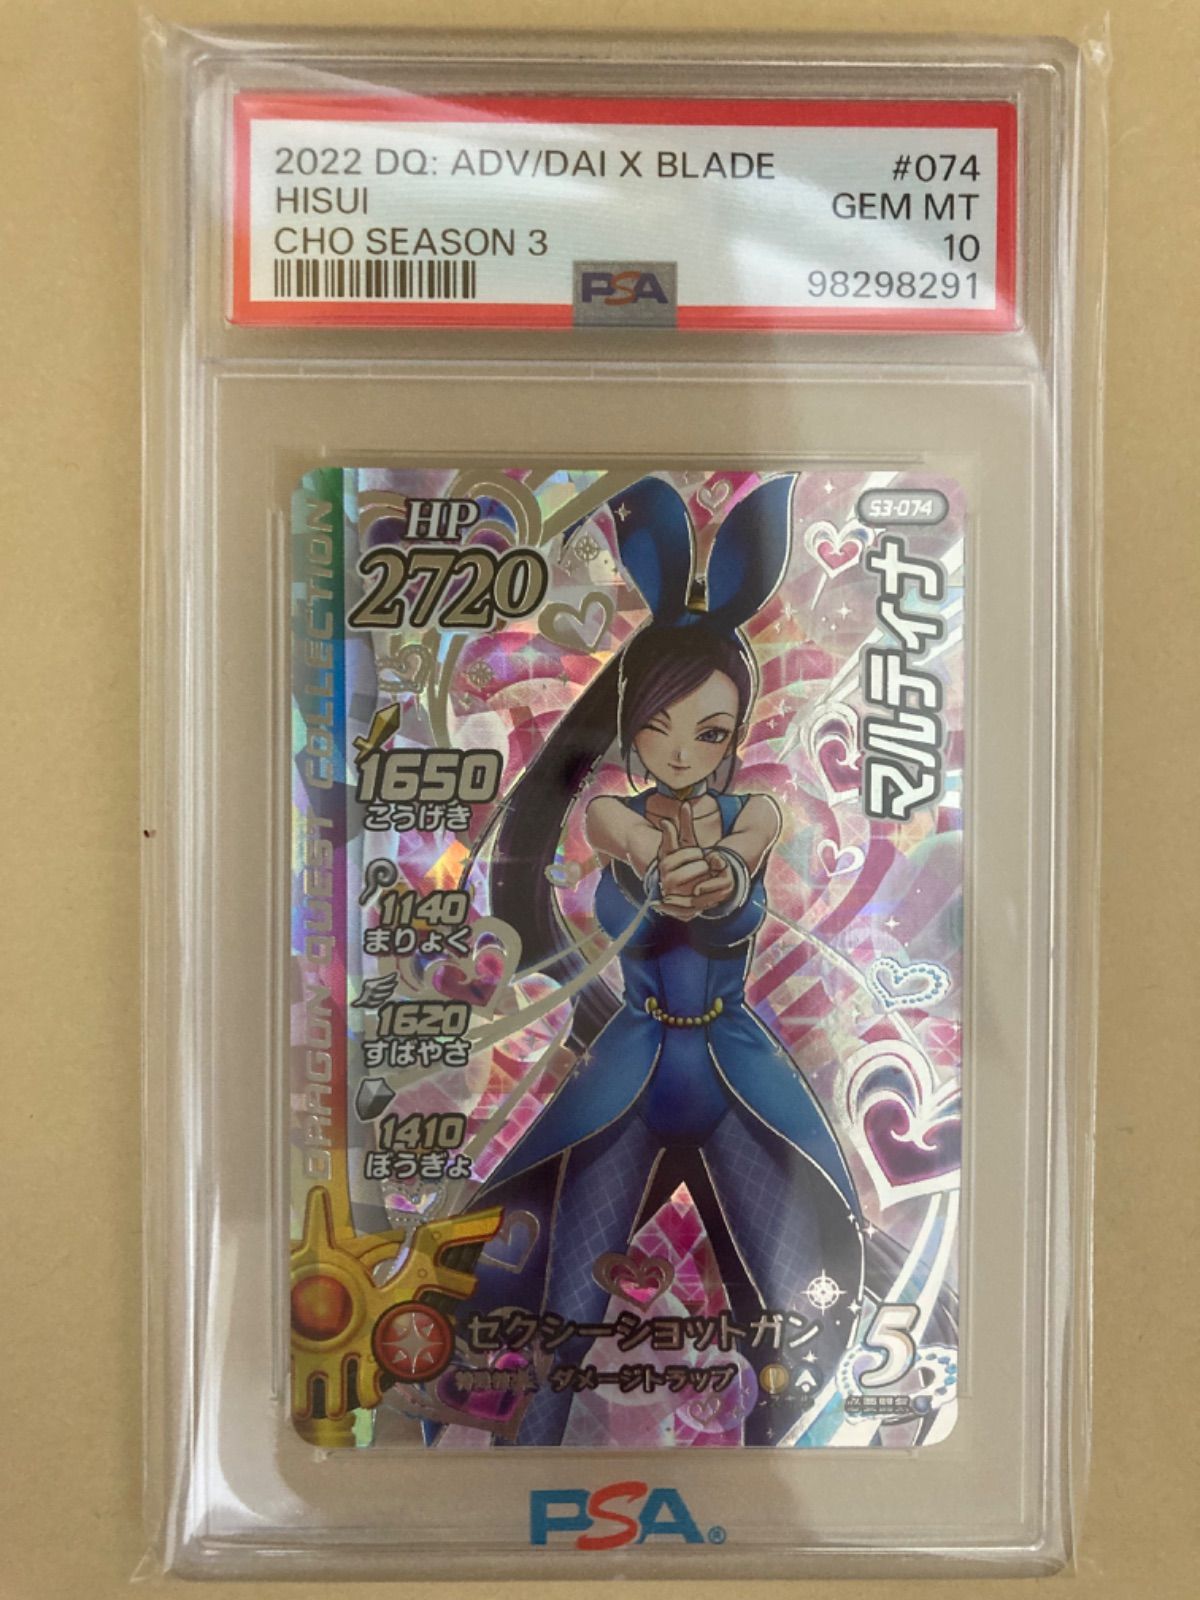 2022 DQ: ADV/DAI X BLADE #074
HISUI GEM MT
CHO SEASON 3 10
PSA 98298291
S3-074
マルティナ
HP
2720
1650
こうげき
1140
まりょく
1620
すばやさ
1410
ぼうぎょ
DRAGON QUEST COLLECTION
セクシーショットガン
ダメージトラップ
5
PSA®